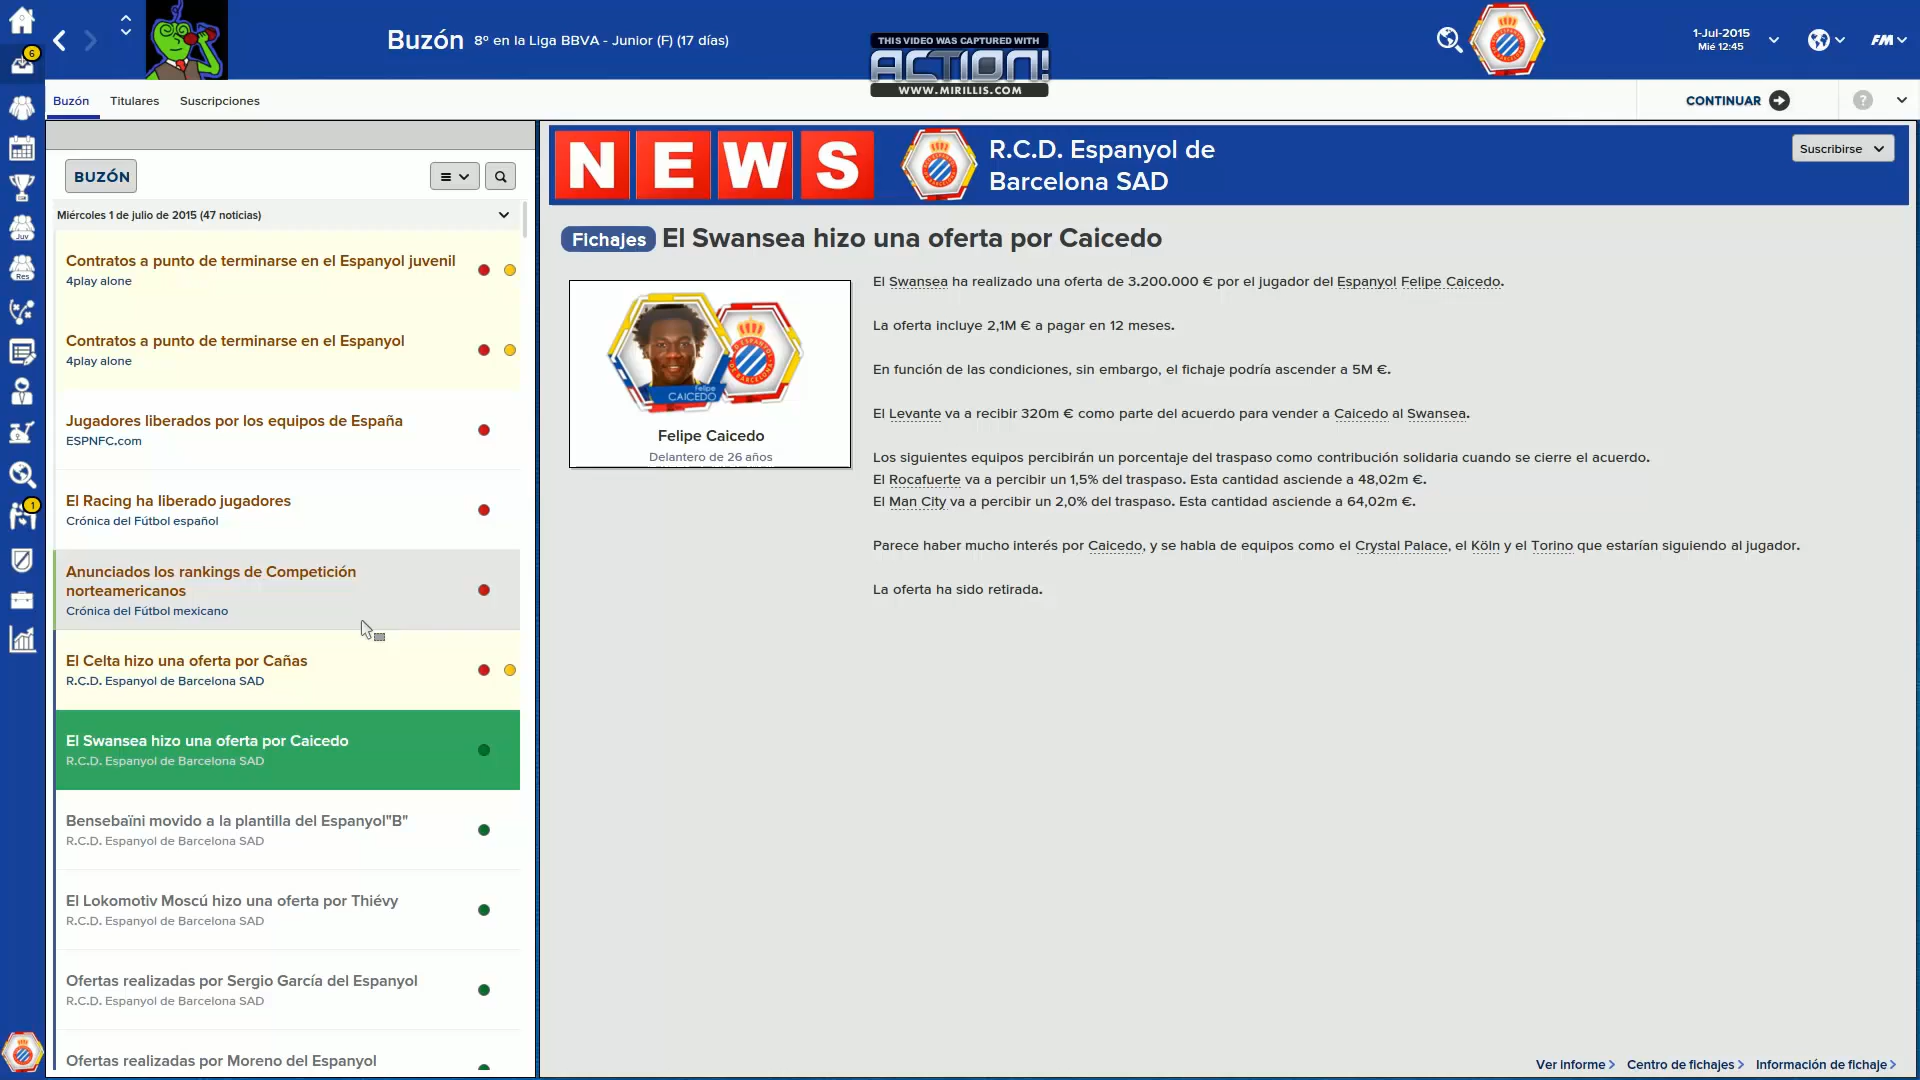 Buzón 8º en la Liga BBVA - Junior (F) (17 días)
THIS VIDEO WAS CAPTURED WITH
ACTION!
WWW.MIRILLIS.COM
1-Jul-2015
Mié 12:45
FM
6
Buzón Titulares Suscripciones
CONTINUAR
?
BUZÓN
Miércoles 1 de julio de 2015 (47 noticias)
Contratos a punto de terminarse en el Espanyol juvenil
4play alone
Contratos a punto de terminarse en el Espanyol
4play alone
Jugadores liberados por los equipos de España
ESPNFC.com
El Racing ha liberado jugadores
Crónica del Fútbol español
Anunciados los rankings de Competición
norteamericanos
Crónica del Fútbol mexicano
El Celta hizo una oferta por Cañas
R.C.D. Espanyol de Barcelona SAD
El Swansea hizo una oferta por Caicedo
R.C.D. Espanyol de Barcelona SAD
Bensebaïni movido a la plantilla del Espanyol"B"
R.C.D. Espanyol de Barcelona SAD
El Lokomotiv Moscú hizo una oferta por Thiévy
R.C.D. Espanyol de Barcelona SAD
Ofertas realizadas por Sergio García del Espanyol
R.C.D. Espanyol de Barcelona SAD
Ofertas realizadas por Moreno del Espanyol
Juv
Res
1
NEWS
R.C.D. Espanyol de
Barcelona SAD
Suscribirse
Fichajes El Swansea hizo una oferta por Caicedo
Felipe
CAICEDO
Felipe Caicedo
Delantero de 26 años
El Swansea ha realizado una oferta de 3.200.000 € por el jugador del Espanyol Felipe Caicedo.
La oferta incluye 2,1M € a pagar en 12 meses.
En función de las condiciones, sin embargo, el fichaje podría ascender a 5M €.
El Levante va a recibir 320m € como parte del acuerdo para vender a Caicedo al Swansea.
Los siguientes equipos percibirán un porcentaje del traspaso como contribución solidaria cuando se cierre el acuerdo.
El Rocafuerte va a percibir un 1,5% del traspaso. Esta cantidad asciende a 48,02m €.
El Man City va a percibir un 2,0% del traspaso. Esta cantidad asciende a 64,02m €.
Parece haber mucho interés por Caicedo, y se habla de equipos como el Crystal Palace, el Köln y el Torino que estarían siguiendo al jugador.
La oferta ha sido retirada.
Ver informe Centro de fichajes Información de fichaje